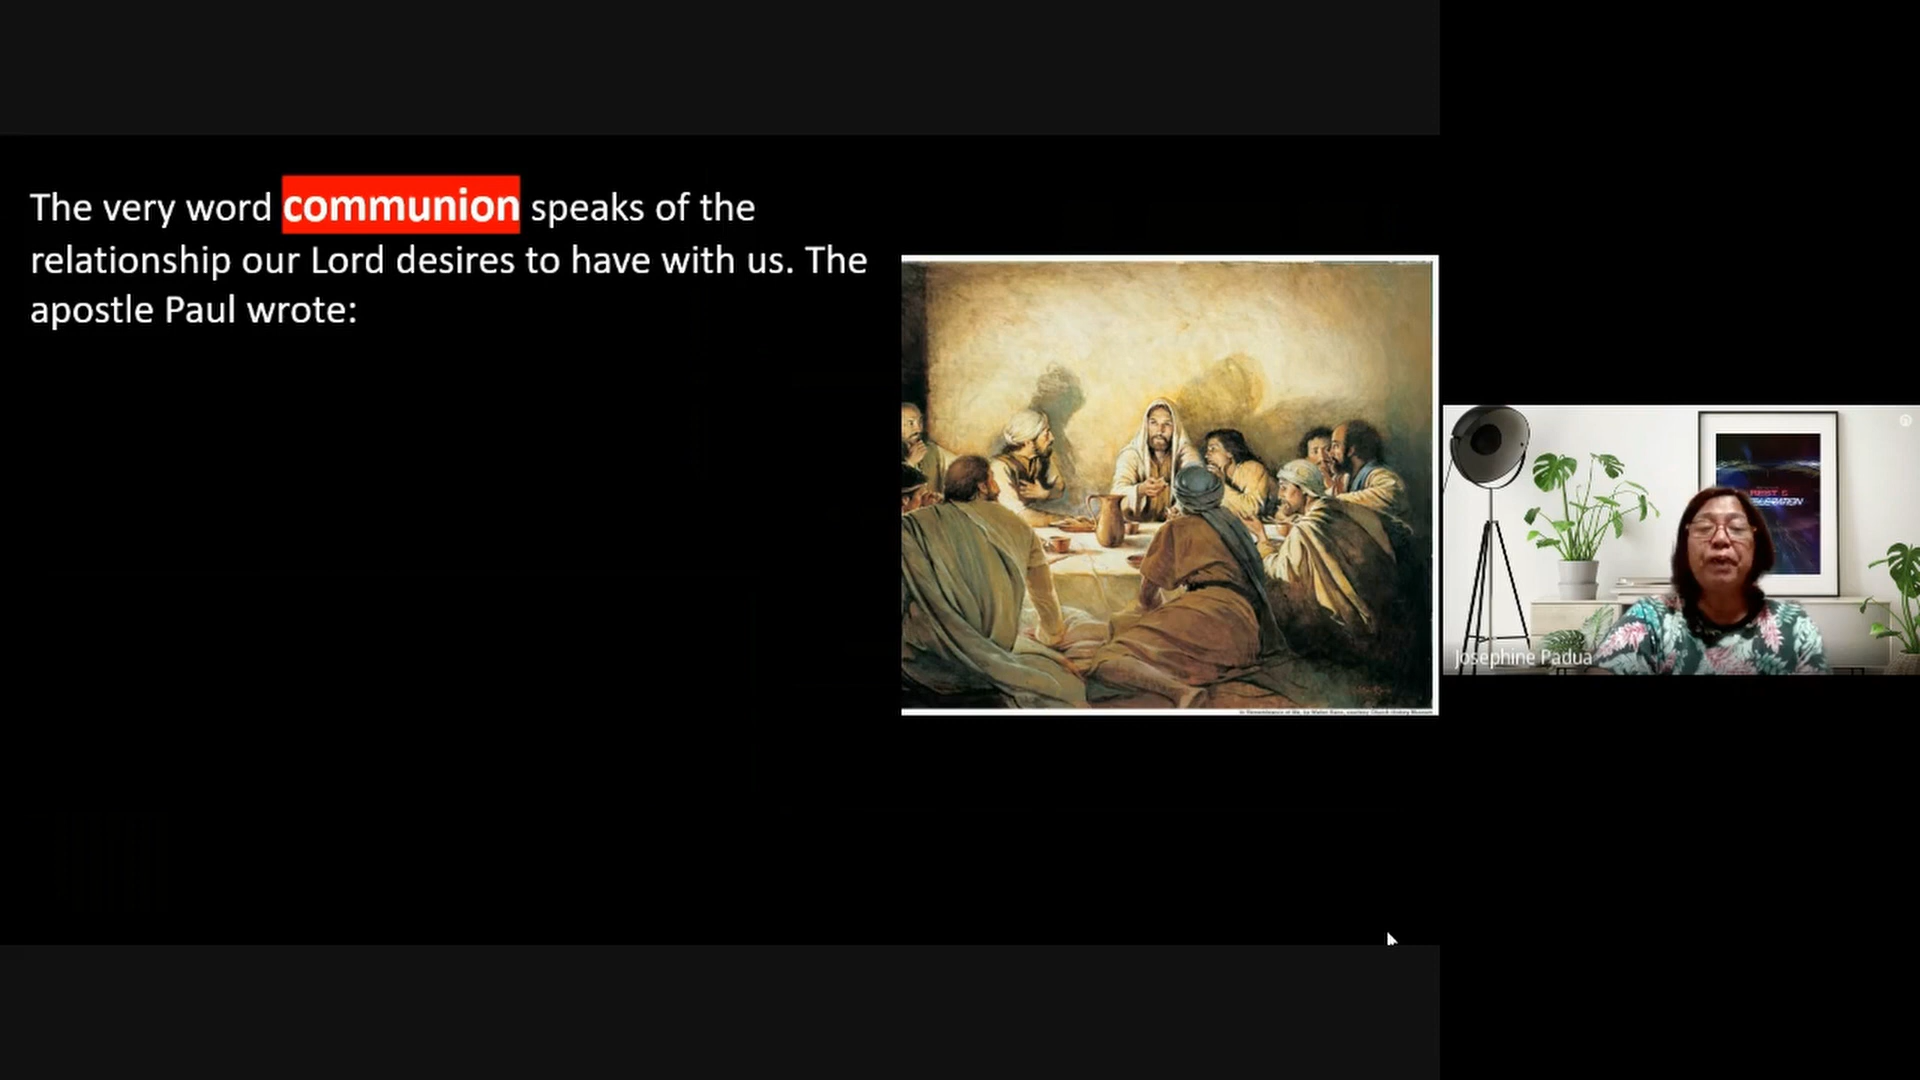 The very word communion speaks of the
relationship our Lord desires to have with us. The
apostle Paul wrote:
Josephine Padua